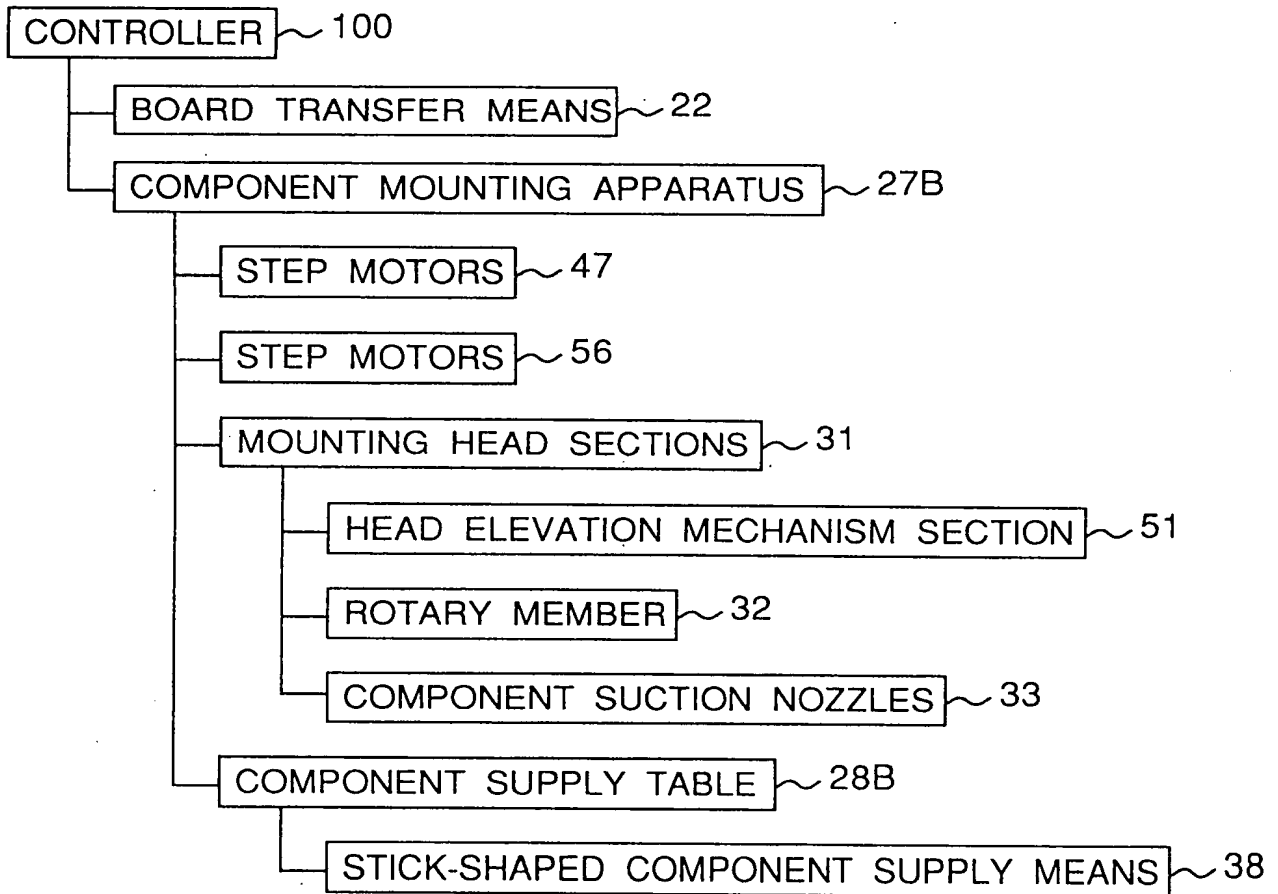 CONTROLLER 100
BOARD TRANSFER MEANS 22
COMPONENT MOUNTING APPARATUS 27B
STEP MOTORS 47
STEP MOTORS 56
MOUNTING HEAD SECTIONS 31
HEAD ELEVATION MECHANISM SECTION 51
ROTARY MEMBER 32
COMPONENT SUCTION NOZZLES 33
COMPONENT SUPPLY TABLE 28B
STICK-SHAPED COMPONENT SUPPLY MEANS 38